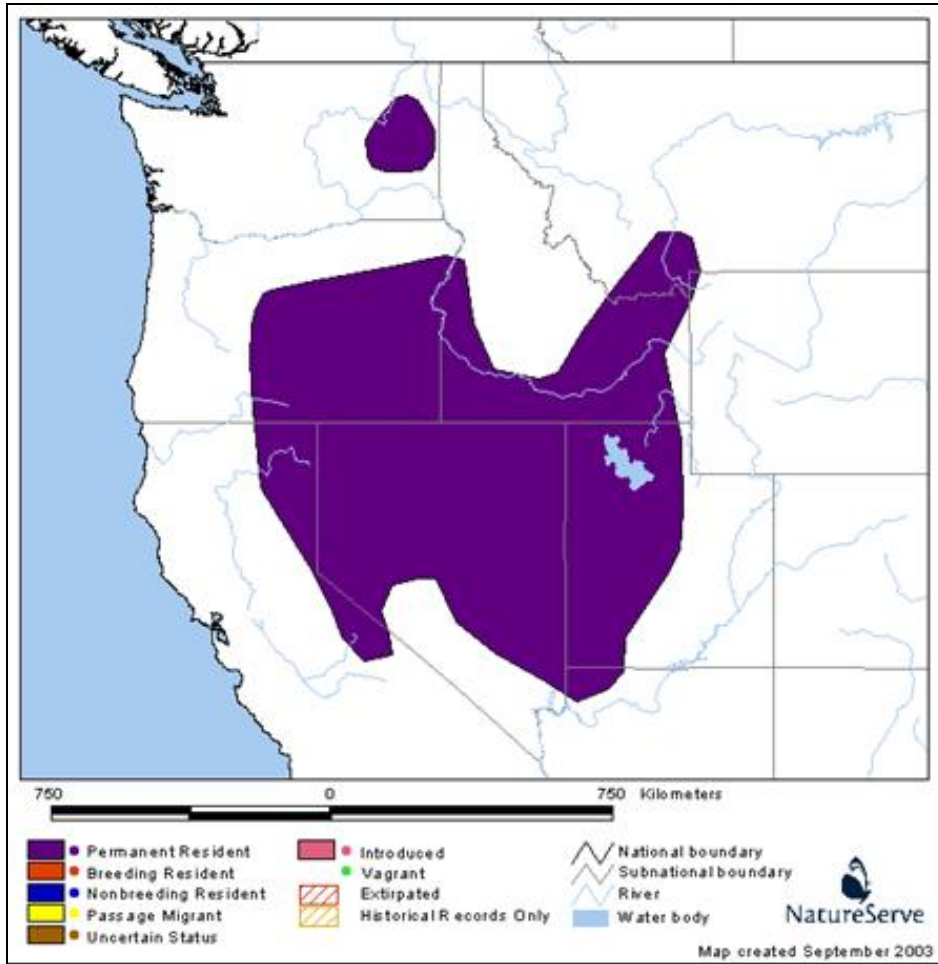 750 0 750 Kilometers
Permanent Resident
Breeding Resident
Nonbreeding Resident
Passage Migrant
Uncertain Status
Introduced
Vagrant
Extirpated
Historical Records Only
National boundary
Subnational boundary
River
Water body
NatureServe
Map created September 2003